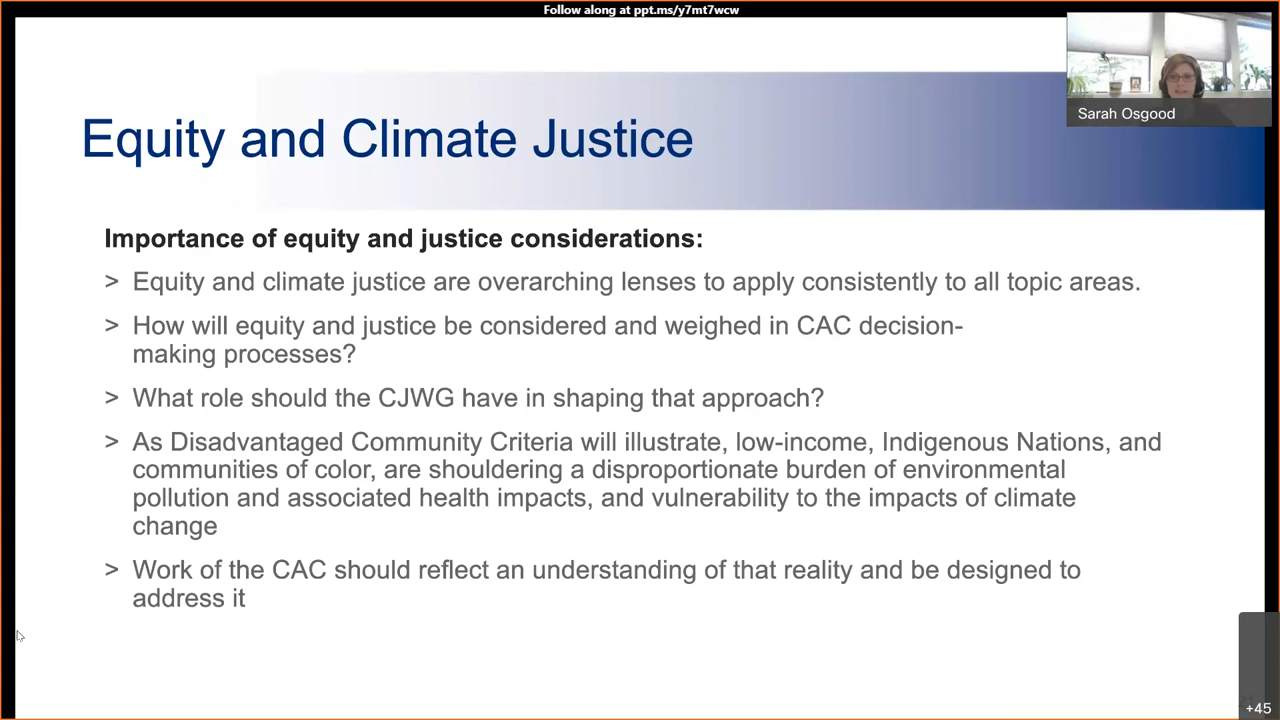 Follow along at ppt.ms/y7mt7wcw
Sarah Osgood
Equity and Climate Justice
Importance of equity and justice considerations:
> Equity and climate justice are overarching lenses to apply consistently to all topic areas.
> How will equity and justice be considered and weighed in CAC decision-
making processes?
> What role should the CJWG have in shaping that approach?
> As Disadvantaged Community Criteria will illustrate, low-income, Indigenous Nations, and
communities of color, are shouldering a disproportionate burden of environmental
pollution and associated health impacts, and vulnerability to the impacts of climate
change
> Work of the CAC should reflect an understanding of that reality and be designed to
address it
+45